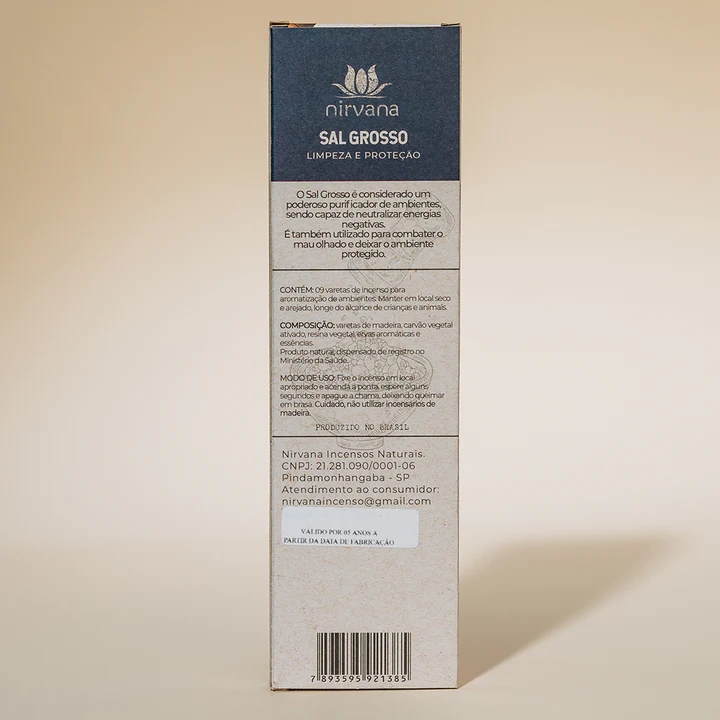 nirvana
SAL GROSSO
LIMPEZA E PROTEÇÃO
O Sal Grosso é considerado um
poderoso purificador de ambientes,
sendo capaz de neutralizar energias
negativas.
É também utilizado para combater o
mau olhado e deixar o ambiente
protegido.
CONTÉM: 09 varetas de incenso para
aromatização de ambientes. Manter em local seco
e arejado, longe do alcance de crianças e animais.
COMPOSIÇÃO: varetas de madeira, carvão vegetal
ativado, resina vegetal, ervas aromáticas e
essências.
Produto natural, dispensado de registro no
Ministério da Saúde.
MODO DE USO: Fixe o incenso em local
apropriado e acenda a ponta, espere alguns
segundos e apague a chama, deixando queimar
em brasa. Cuidado, não utilizar incensários de
madeira.
PRODUZIDO NO BRASIL
Nirvana Incensos Naturais.
CNPJ: 21.281.090/0001-06
Pindamonhangaba - SP
Atendimento ao consumidor:
nirvanaincenso@gmail.com
VÁLIDO POR 05 ANOS A
PARTIR DA DATA DE FABRICAÇÃO
7 893595 921385